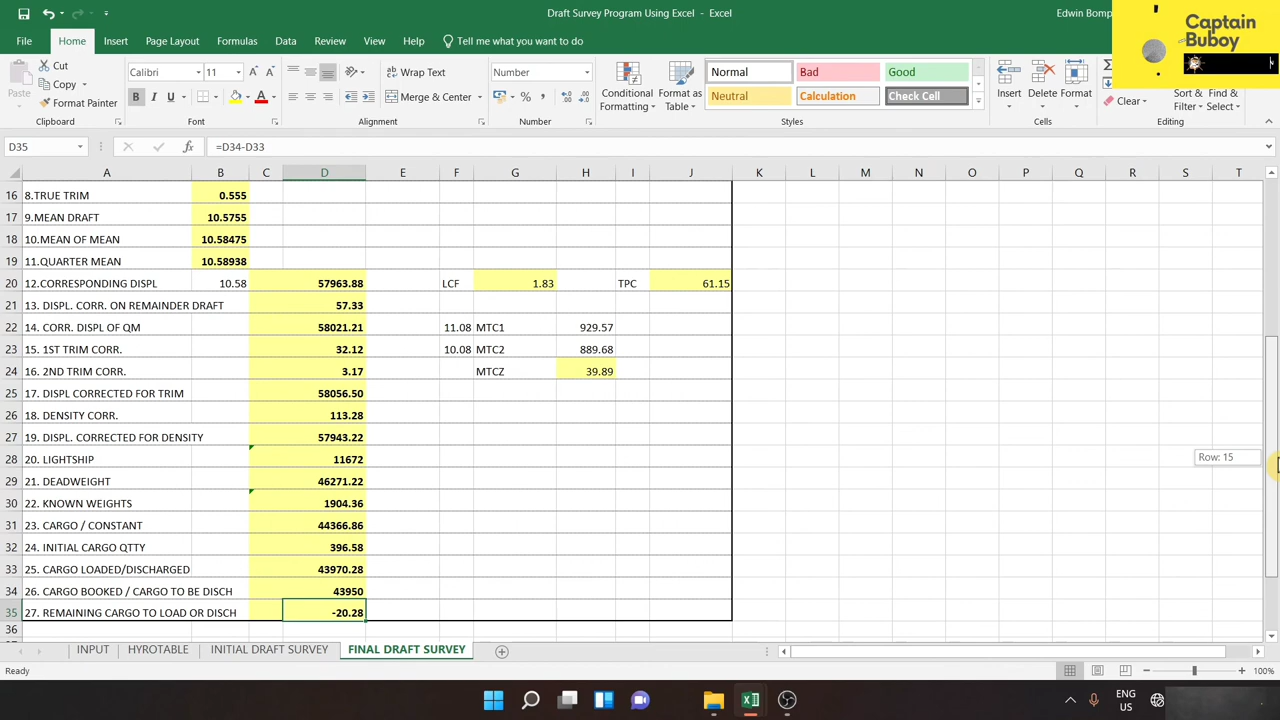 Draft Survey Program Using Excel - Excel
Edwin Bomp
Captain
Buboy
File Home Insert Page Layout Formulas Data Review View Help Tell me what you want to do
Paste
Cut
Copy
Format Painter
Clipboard
Calibri 11
B I U
Font
Wrap Text
Merge & Center
Alignment
Number
$ % ,
Number
Conditional
Formatting
Format as
Table
Normal Bad Good
Neutral Calculation Check Cell
Styles
Insert Delete Format
Cells
Clear
Sort &
Filter
Find &
Select
Editing
D35 fx =D34-D33
A B C D E F G H I J K L M N O P Q R S T
16 8.TRUE TRIM 0.555
17 9.MEAN DRAFT 10.5755
18 10.MEAN OF MEAN 10.58475
19 11.QUARTER MEAN 10.58938
20 12.CORRESPONDING DISPL 10.58 57963.88 LCF 1.83 TPC 61.15
21 13. DISPL. CORR. ON REMAINDER DRAFT 57.33
22 14. CORR. DISPL OF QM 58021.21 11.08 MTC1 929.57
23 15. 1ST TRIM CORR. 32.12 10.08 MTC2 889.68
24 16. 2ND TRIM CORR. 3.17 MTCZ 39.89
25 17. DISPL CORRECTED FOR TRIM 58056.50
26 18. DENSITY CORR. 113.28
27 19. DISPL. CORRECTED FOR DENSITY 57943.22
28 20. LIGHTSHIP 11672
29 21. DEADWEIGHT 46271.22
30 22. KNOWN WEIGHTS 1904.36
31 23. CARGO / CONSTANT 44366.86
32 24. INITIAL CARGO QTTY 396.58
33 25. CARGO LOADED/DISCHARGED 43970.28
34 26. CARGO BOOKED / CARGO TO BE DISCH 43950
35 27. REMAINING CARGO TO LOAD OR DISCH -20.28
36
Row: 15
INPUT HYROTABLE INITIAL DRAFT SURVEY FINAL DRAFT SURVEY
Ready
100%
ENG
US